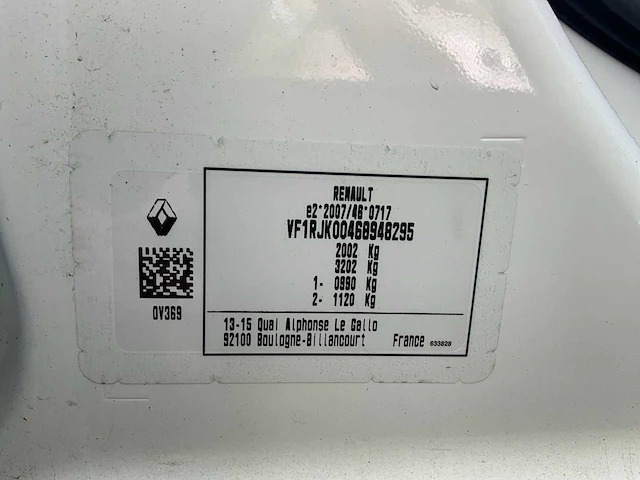 RENAULT
e2*2007/46*0717
VF1RJK00468948295
2002 Kg
3202 Kg
1- 0990 Kg
2- 1120 Kg
0V369
13-15 Quai Alphonse Le Gallo
92100 Boulogne-Billancourt France 633828